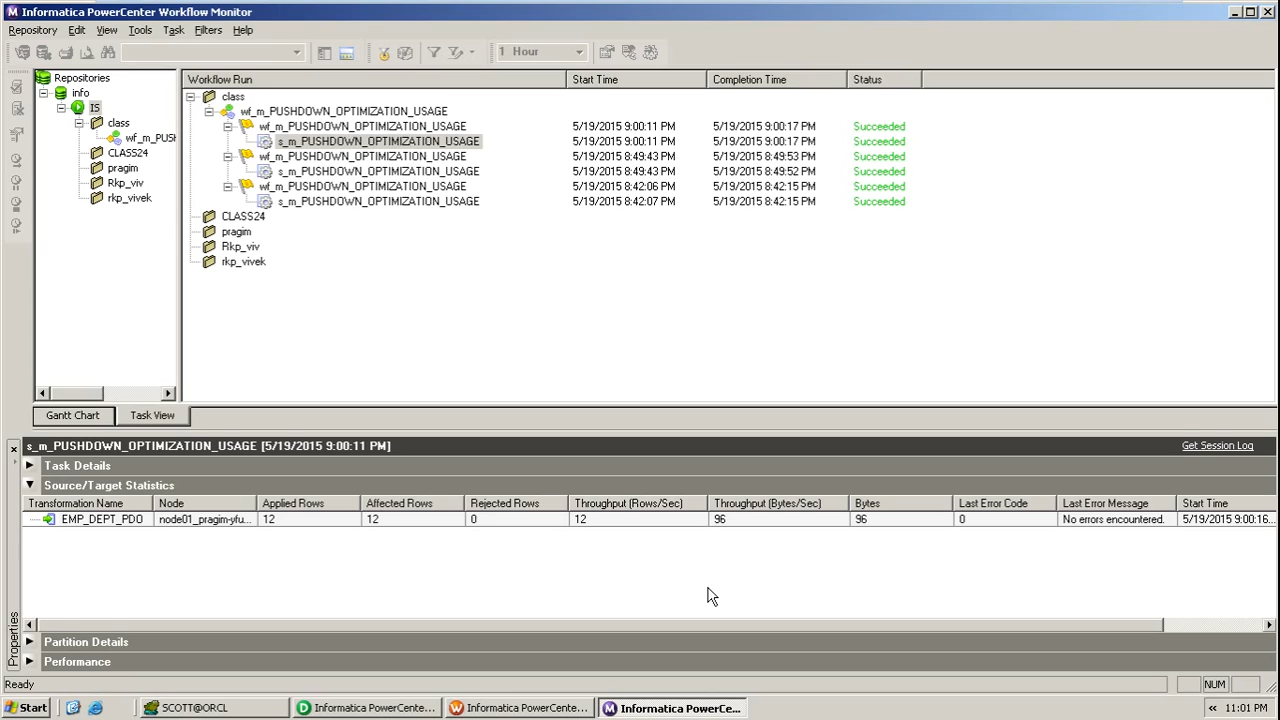 Informatica PowerCenter Workflow Monitor
Repository Edit View Tools Task Filters Help
1 Hour
Repositories
info
IS
class
wf_m_PUSH
CLASS24
pragim
Rkp_viv
rkp_vivek
Workflow Run Start Time Completion Time Status
class
wf_m_PUSHDOWN_OPTIMIZATION_USAGE
wf_m_PUSHDOWN_OPTIMIZATION_USAGE 5/19/2015 9:00:11 PM 5/19/2015 9:00:17 PM Succeeded
s_m_PUSHDOWN_OPTIMIZATION_USAGE 5/19/2015 9:00:11 PM 5/19/2015 9:00:17 PM Succeeded
wf_m_PUSHDOWN_OPTIMIZATION_USAGE 5/19/2015 8:49:43 PM 5/19/2015 8:49:53 PM Succeeded
s_m_PUSHDOWN_OPTIMIZATION_USAGE 5/19/2015 8:49:43 PM 5/19/2015 8:49:52 PM Succeeded
wf_m_PUSHDOWN_OPTIMIZATION_USAGE 5/19/2015 8:42:06 PM 5/19/2015 8:42:15 PM Succeeded
s_m_PUSHDOWN_OPTIMIZATION_USAGE 5/19/2015 8:42:07 PM 5/19/2015 8:42:15 PM Succeeded
CLASS24
pragim
Rkp_viv
rkp_vivek
Gantt Chart Task View
s_m_PUSHDOWN_OPTIMIZATION_USAGE [5/19/2015 9:00:11 PM] Get Session Log
Task Details
Source/Target Statistics
Transformation Name Node Applied Rows Affected Rows Rejected Rows Throughput (Rows/Sec) Throughput (Bytes/Sec) Bytes Last Error Code Last Error Message Start Time
EMP_DEPT_PDO node01_pragim-yfu... 12 12 0 12 96 96 0 No errors encountered. 5/19/2015 9:00:16...
Partition Details
Performance
Properties
Ready NUM
Start SCOTT@ORCL Informatica PowerCente... Informatica PowerCente... Informatica PowerCe... 11:01 PM